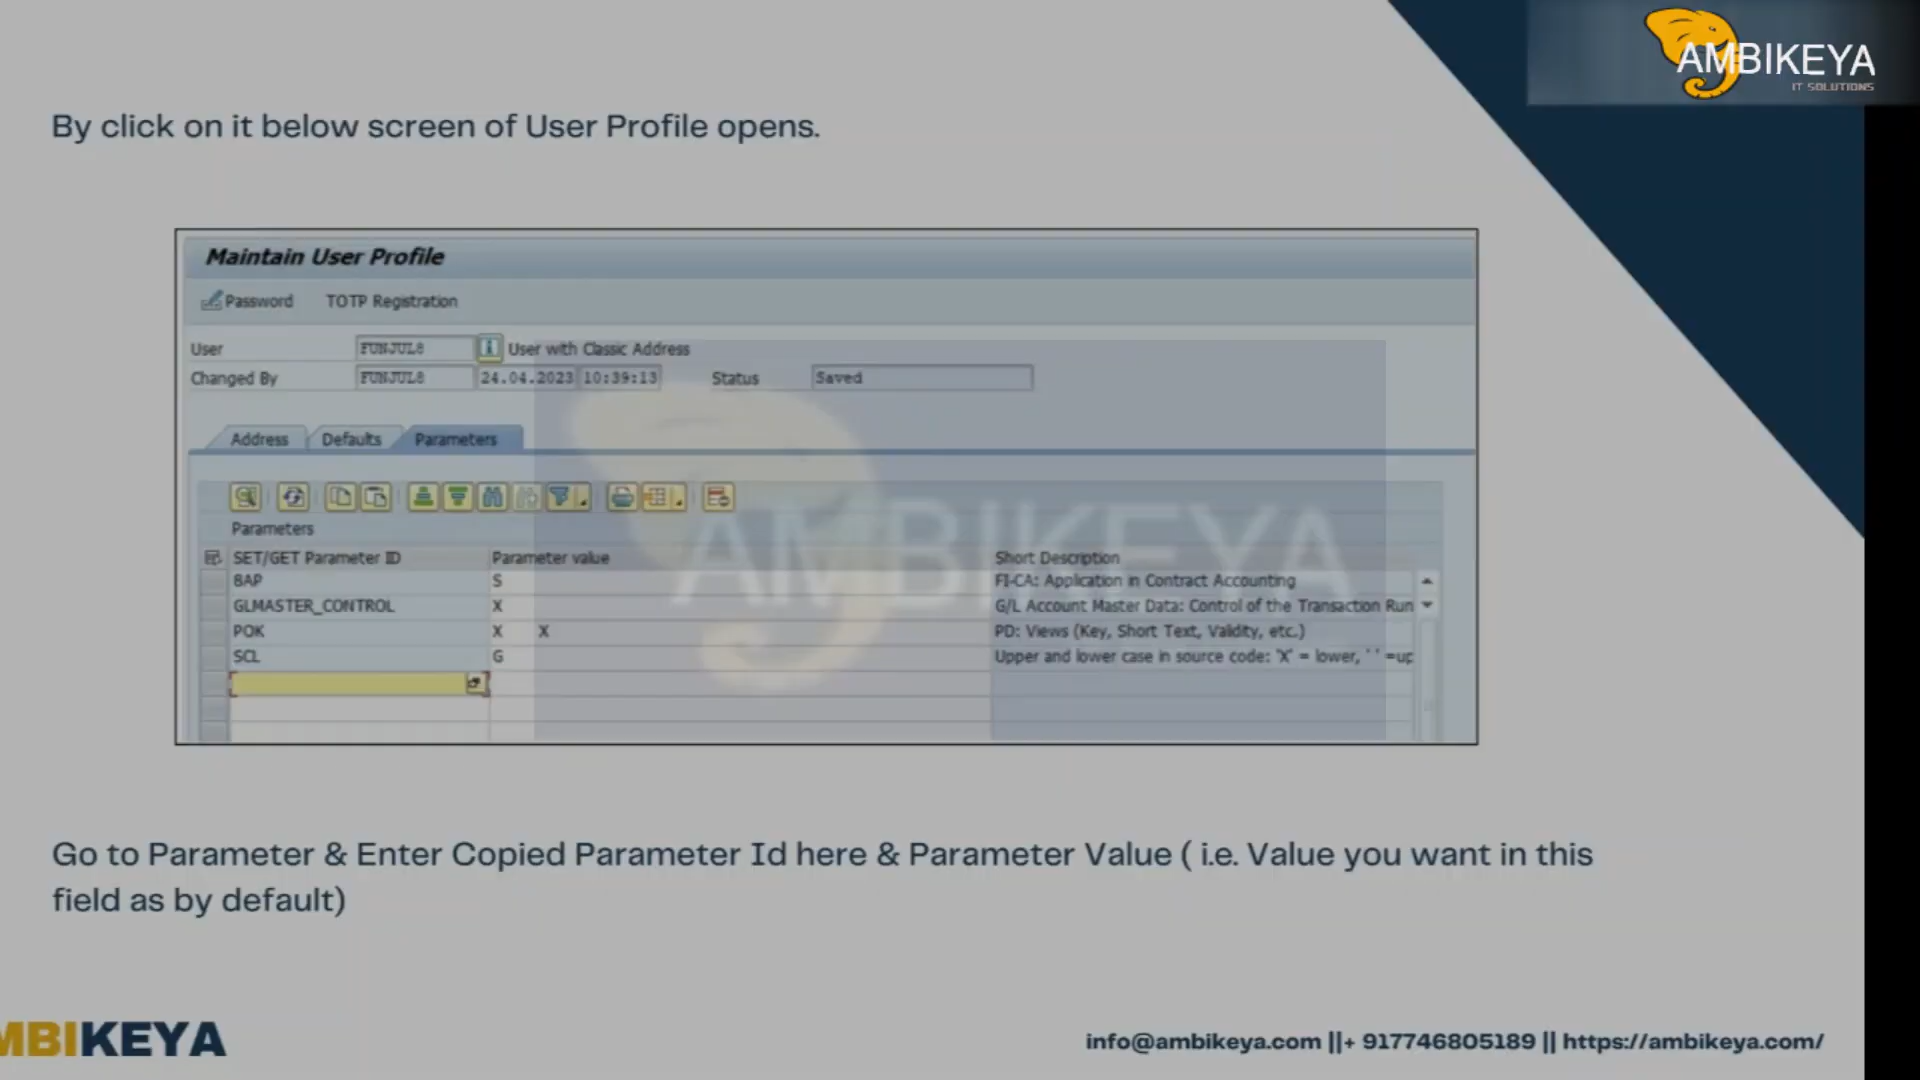 AMBIKEYA
IT SOLUTIONS
By click on it below screen of User Profile opens.
Maintain User Profile
Password TOTP Registration
User FUNJUL8 User with Classic Address
Changed By FUNJUL8 24.04.2023 10:39:13 Status Saved
Address Defaults Parameters
AMBIKEYA
Parameters
SET/GET Parameter ID Parameter value Short Description
8AP S FI-CA: Application in Contract Accounting
GLMASTER_CONTROL X G/L Account Master Data: Control of the Transaction Run
POK X X PD: Views (Key, Short Text, Validity, etc.)
SCL G Upper and lower case in source code: 'X' = lower, ' ' =up
Go to Parameter & Enter Copied Parameter Id here & Parameter Value ( i.e. Value you want in this
field as by default)
MBIKEYA
info@ambikeya.com ||+ 917746805189 || https://ambikeya.com/